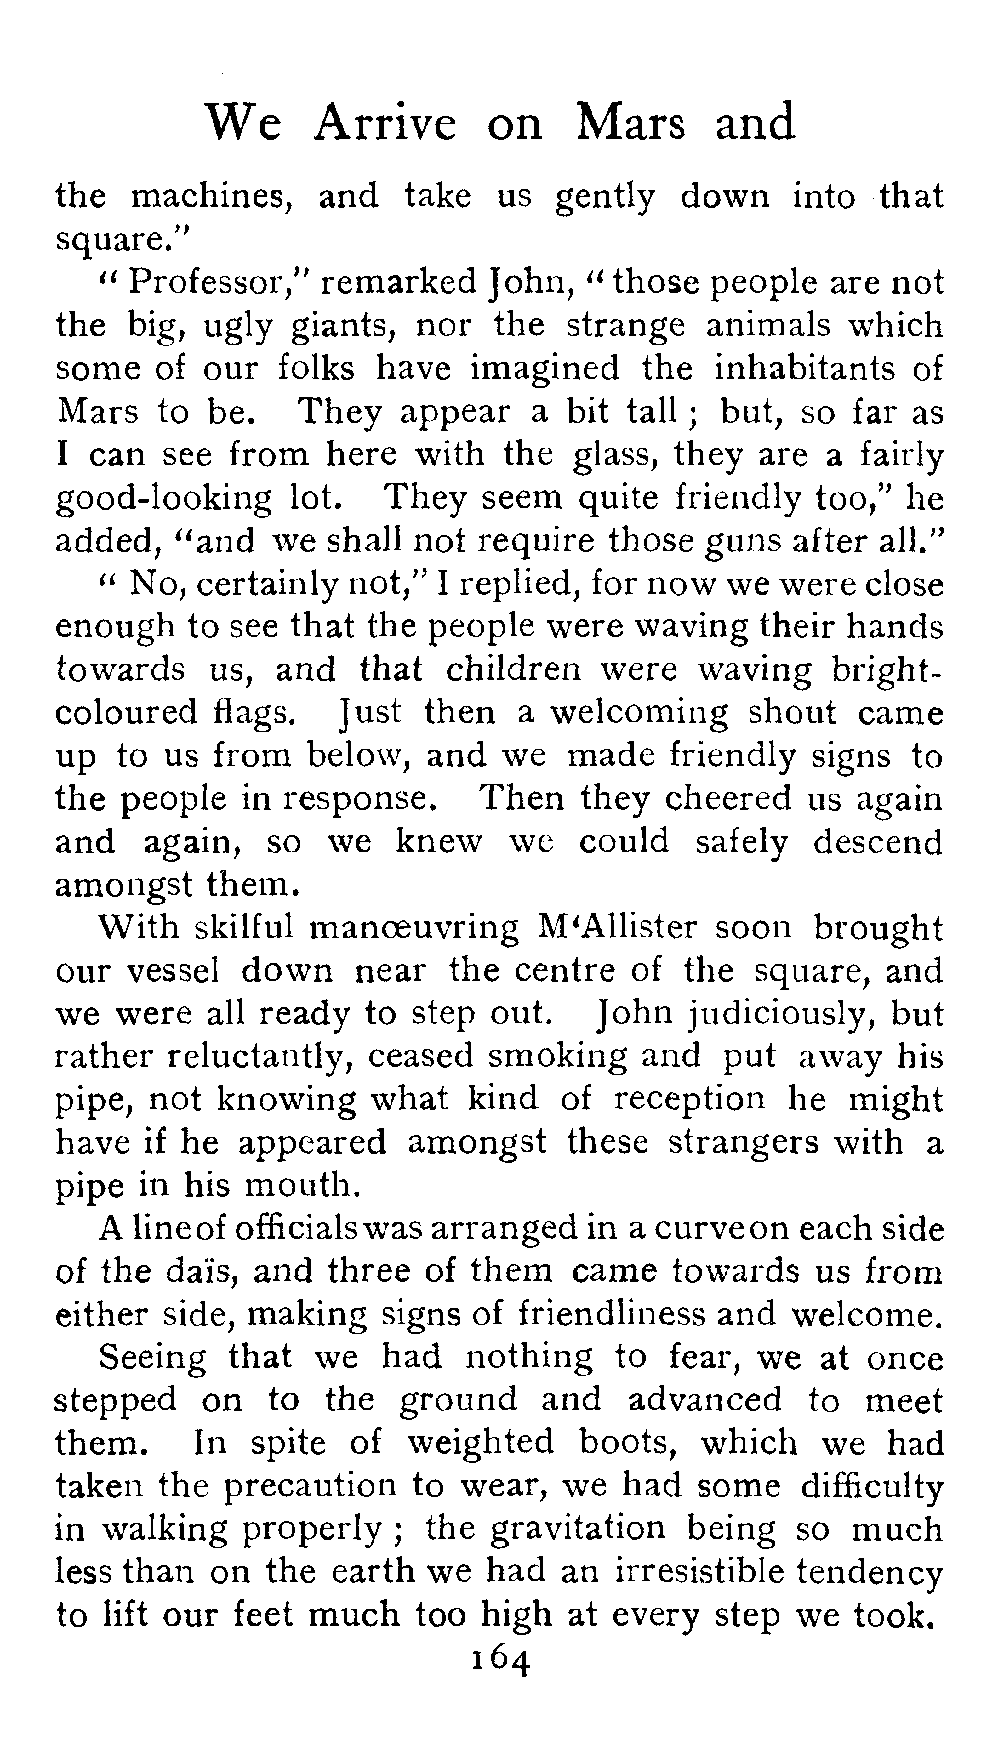 We Arrive on Mars and
the machines, and take us gently down into that
square."
" Professor," remarked John, " those people are not
the big, ugly giants, nor the strange animals which
some of our folks have imagined the inhabitants of
Mars to be. They appear a bit tall ; but, so far as
I can see from here with the glass, they are a fairly
good-looking lot. They seem quite friendly too," he
added, "and we shall not require those guns after all."
" No, certainly not," I replied, for now we were close
enough to see that the people were waving their hands
towards us, and that children were waving bright-
coloured flags. Just then a welcoming shout came
up to us from below, and we made friendly signs to
the people in response. Then they cheered us again
and again, so we knew we could safely descend
amongst them.
With skilful manœuvring M‘Allister soon brought
our vessel down near the centre of the square, and
we were all ready to step out. John judiciously, but
rather reluctantly, ceased smoking and put away his
pipe, not knowing what kind of reception he might
have if he appeared amongst these strangers with a
pipe in his mouth.
A line of officials was arranged in a curve on each side
of the daïs, and three of them came towards us from
either side, making signs of friendliness and welcome.
Seeing that we had nothing to fear, we at once
stepped on to the ground and advanced to meet
them. In spite of weighted boots, which we had
taken the precaution to wear, we had some difficulty
in walking properly ; the gravitation being so much
less than on the earth we had an irresistible tendency
to lift our feet much too high at every step we took.
164